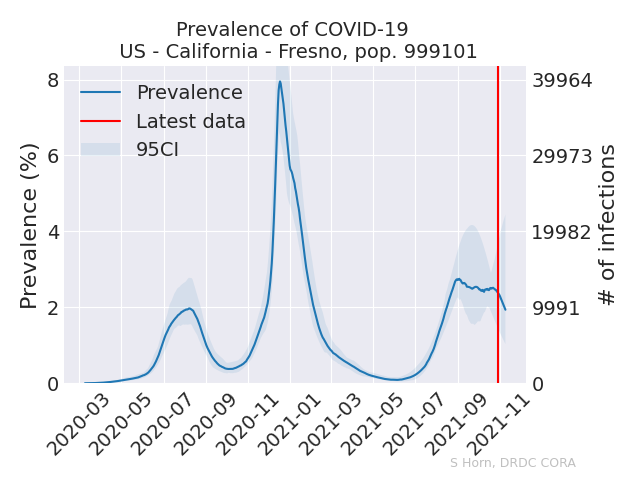 Prevalence of COVID-19
US - California - Fresno, pop. 999101
Prevalence (%)
8
6
4
2
0
Prevalence
Latest data
95CI
39964
29973
19982
9991
0
# of infections
2020-03
2020-05
2020-07
2020-09
2020-11
2021-01
2021-03
2021-05
2021-07
2021-09
2021-11
S Horn, DRDC CORA